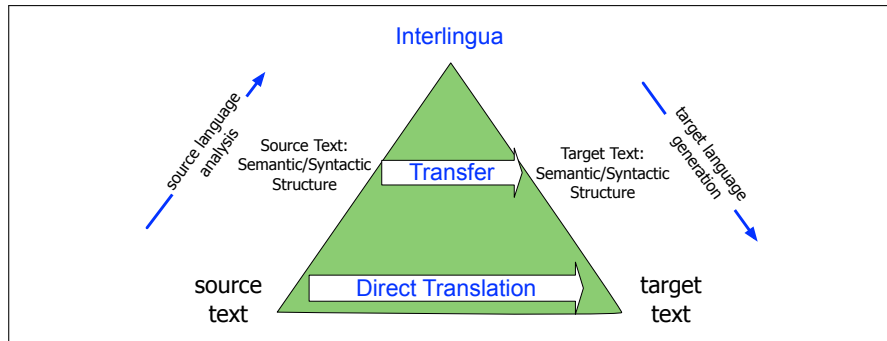 Interlingua
source language
analysis
target language
generation
Source Text:
Semantic/Syntactic
Structure
Transfer
Target Text:
Semantic/Syntactic
Structure
source
text
Direct Translation
target
text